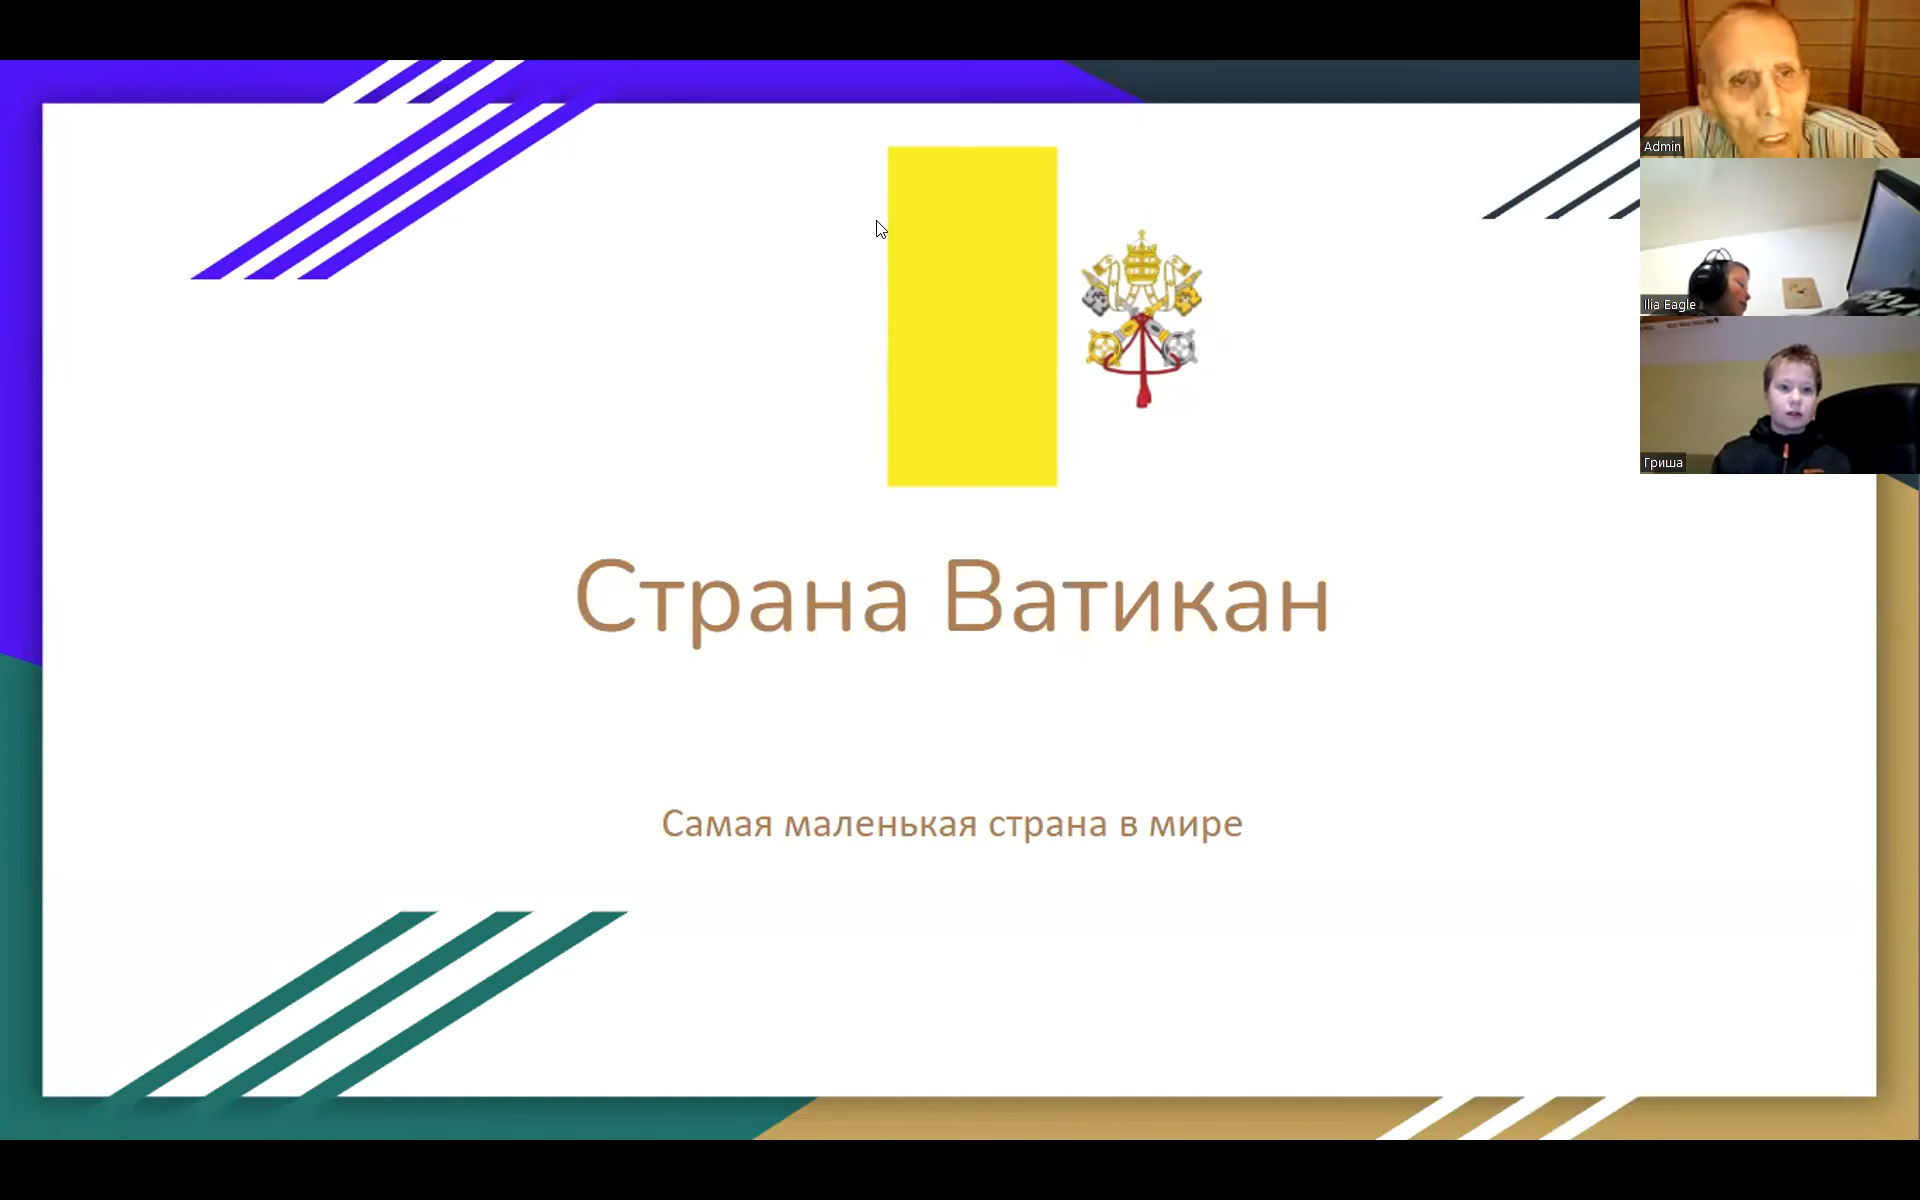 Admin
Ilia Eagle
Гриша
Страна Ватикан
Самая маленькая страна в мире